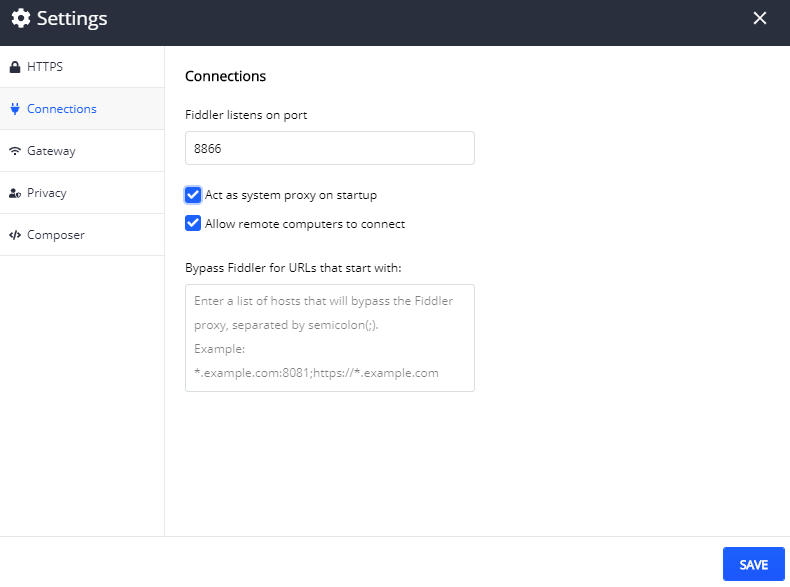 Settings
HTTPS
Connections
Gateway
Privacy
Composer
Connections
Fiddler listens on port
8866
Act as system proxy on startup
Allow remote computers to connect
Bypass Fiddler for URLs that start with:
Enter a list of hosts that will bypass the Fiddler
proxy, separated by semicolon(;).
Example:
*.example.com:8081;https://*.example.com
SAVE